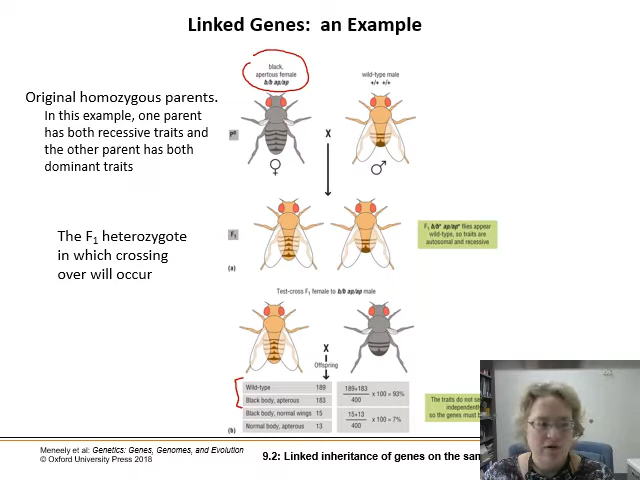 Linked Genes: an Example
black,
apertous female
b/b ap/ap
wild-type male
+/+ +/+
Original homozygous parents.
In this example, one parent
has both recessive traits and
the other parent has both
dominant traits
P⁰
X
♀
♂
The F₁ heterozygote
in which crossing
over will occur
F₁
F₁ b/b⁺ ap/ap⁺ flies appear
wild-type, so traits are
autosomal and recessive
(a)
Test-cross F₁ female to b/b ap/ap male
X
Offspring
Wild-type 189
Black body, apterous 183
189+183
400
x 100 = 93%
Black body, normal wings 15
Normal body, apterous 13
15+13
400
x 100 = 7%
The traits do not
independently
so the genes must
(b)
Meneely et al: Genetics: Genes, Genomes, and Evolution
© Oxford University Press 2018
9.2: Linked inheritance of genes on the